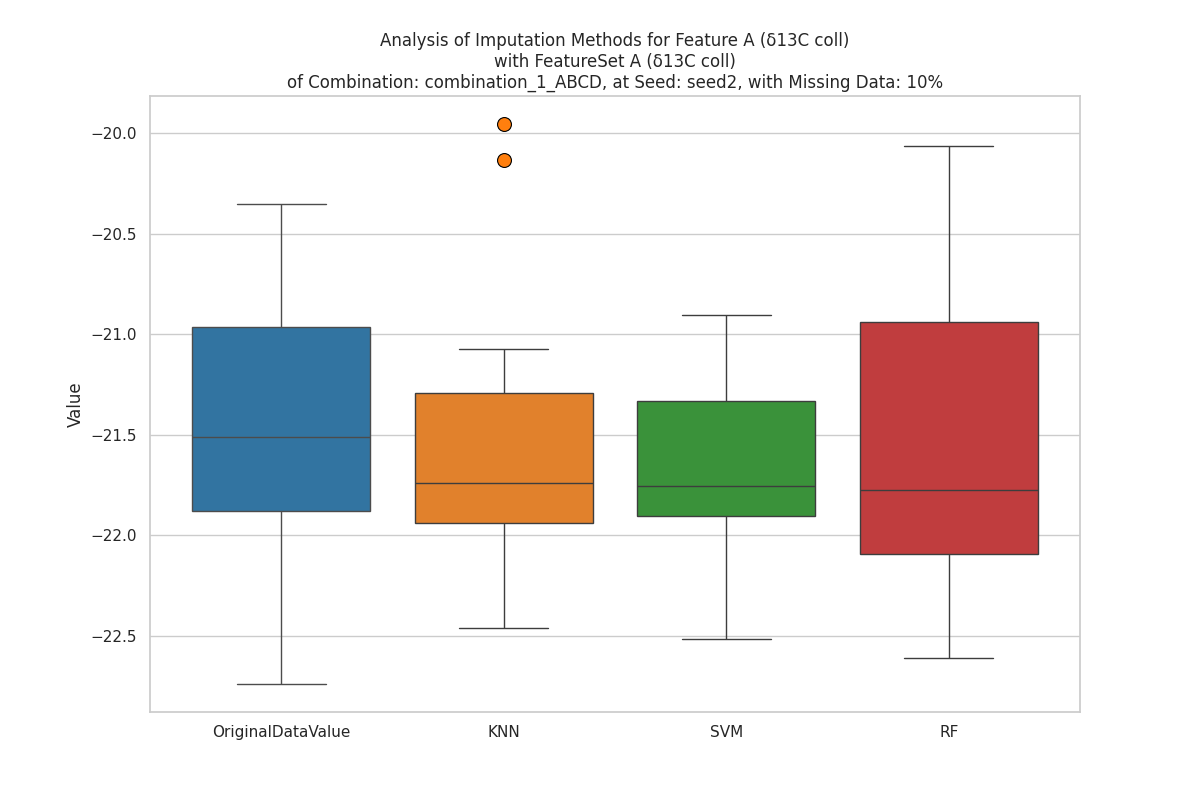 Analysis of Imputation Methods for Feature A (δ13C coll)
with FeatureSet A (δ13C coll)
of Combination: combination_1_ABCD, at Seed: seed2, with Missing Data: 10%
−20.0
−20.5
−21.0
−21.5
−22.0
−22.5
Value
OriginalDataValue
KNN
SVM
RF